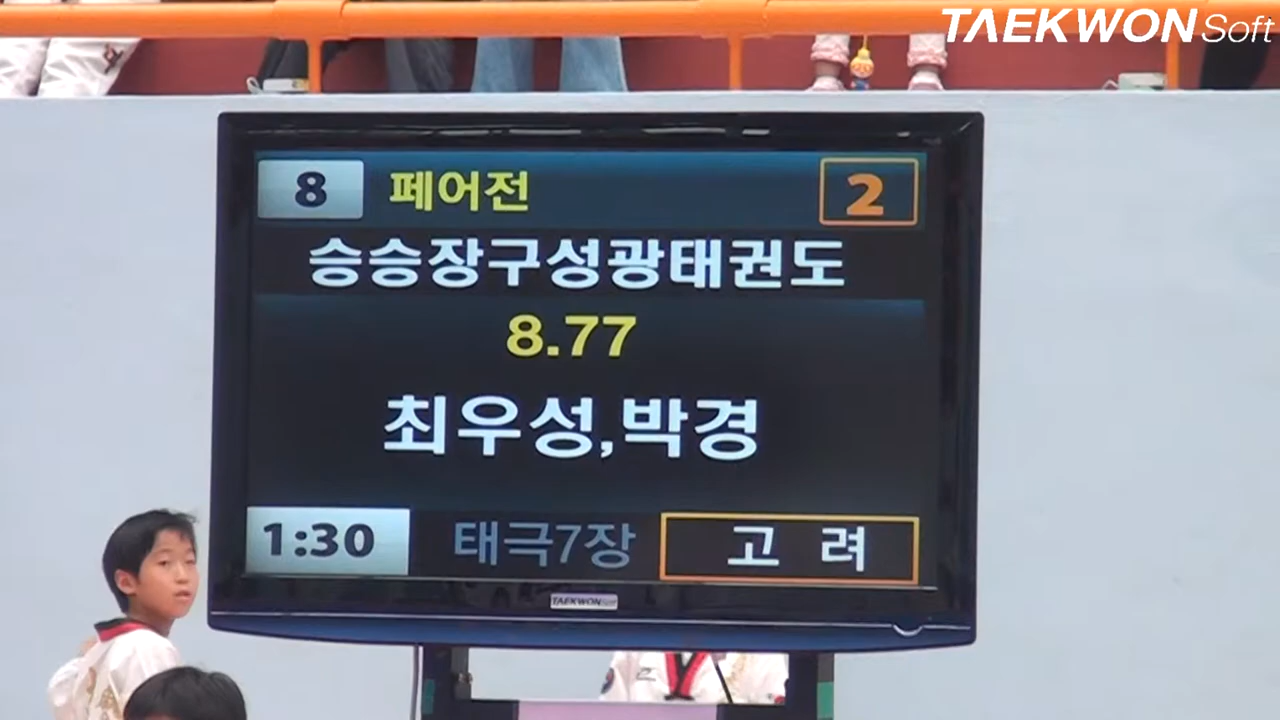 TAEKWON Soft
8 페어전 2
승승장구성광태권도
8.77
최우성,박경
1:30 태극7장 고 려
TAEKWON Soft